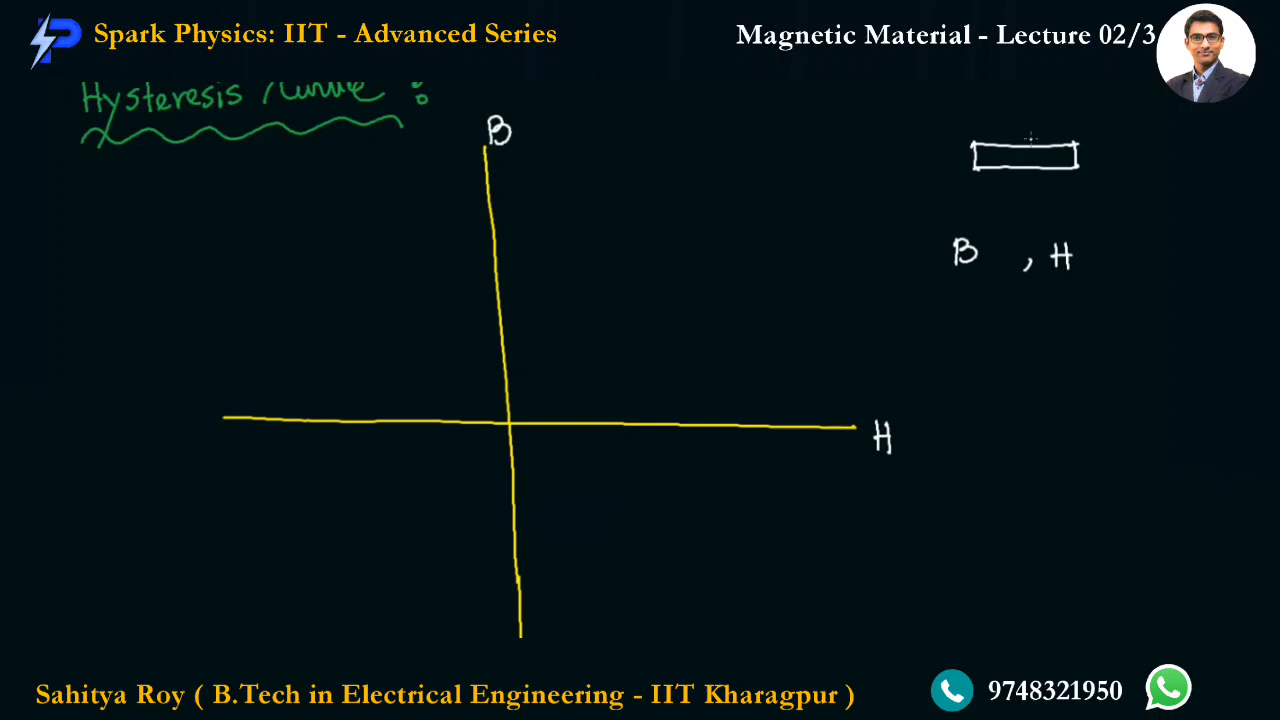 Spark Physics: IIT - Advanced Series
Magnetic Material - Lecture 02/3
Hysteresis Curve :
B
B , H
H
Sahitya Roy ( B.Tech in Electrical Engineering - IIT Kharagpur )
9748321950